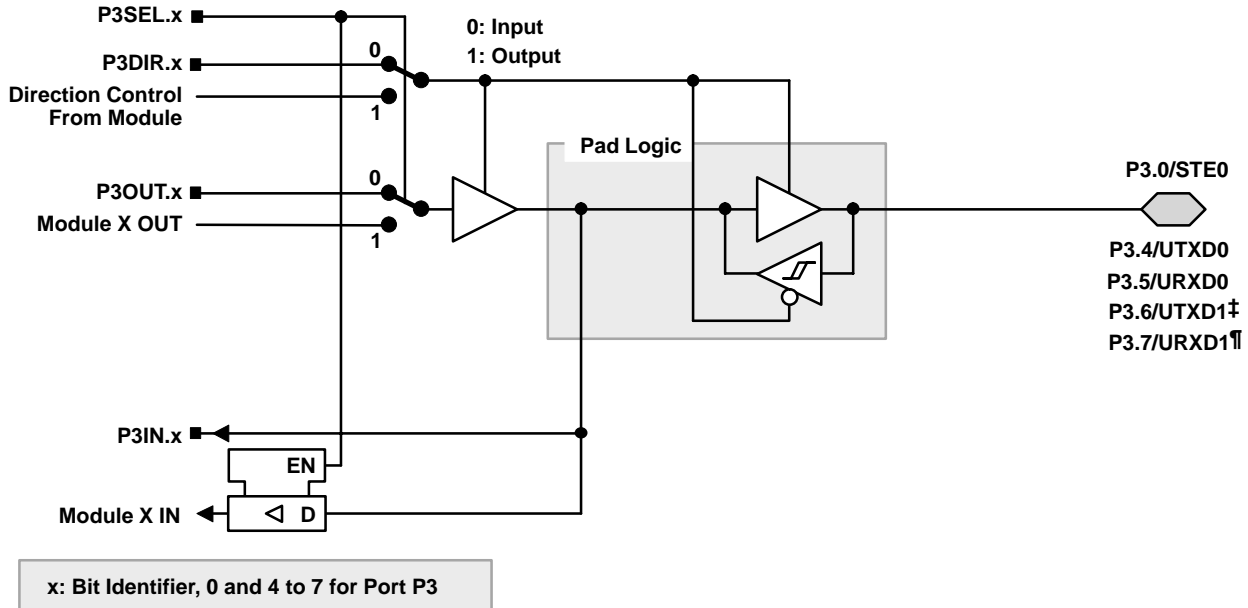 P3SEL.x
0: Input
1: Output
0
P3DIR.x
Direction Control
From Module
1
Pad Logic
P3.0/STE0
0
P3OUT.x
Module X OUT
1
P3.4/UTXD0
P3.5/URXD0
P3.6/UTXD1‡
P3.7/URXD1¶
P3IN.x
EN
Module X IN
D
x: Bit Identifier, 0 and 4 to 7 for Port P3